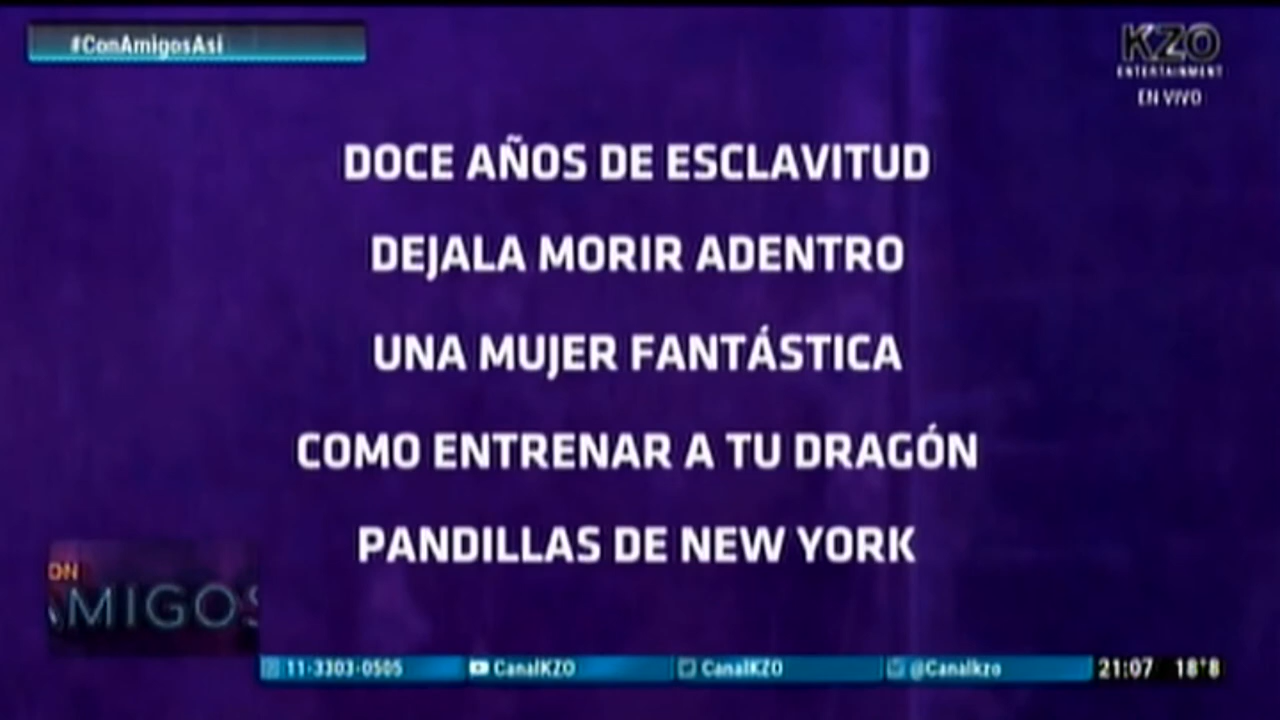 #ConAmigosAsi
KZO
ENTERTAINMENT
EN VIVO
DOCE AÑOS DE ESCLAVITUD
DEJALA MORIR ADENTRO
UNA MUJER FANTÁSTICA
COMO ENTRENAR A TU DRAGÓN
PANDILLAS DE NEW YORK
ON
AMIGOS
11-3303-0505 CanalKZO CanalKZO @Canalkzo 21:07 18°8